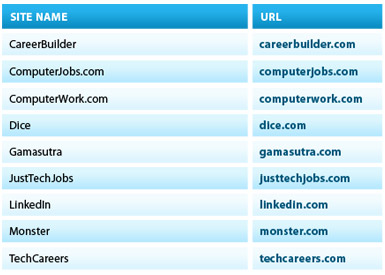 SITE NAME URL
CareerBuilder careerbuilder.com
ComputerJobs.com computerjobs.com
ComputerWork.com computerwork.com
Dice dice.com
Gamasutra gamasutra.com
JustTechJobs justtechjobs.com
LinkedIn linkedin.com
Monster monster.com
TechCareers techcareers.com